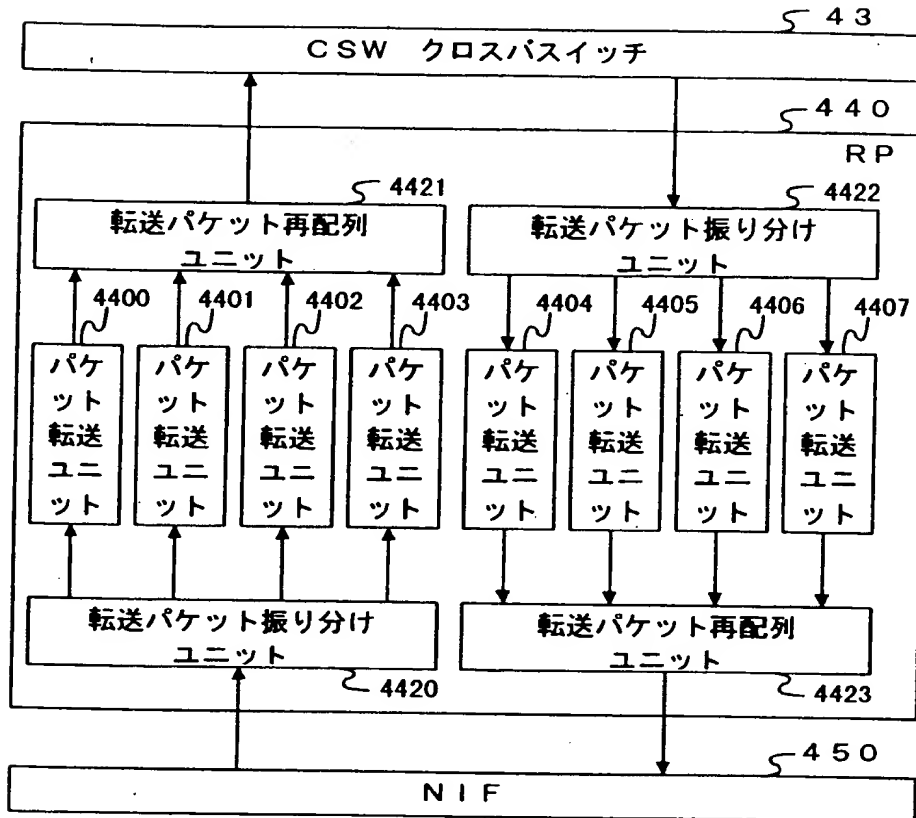 43
CSW クロスバスイッチ
440
RP
4421
転送パケット再配列
ユニット
4422
転送パケット振り分け
ユニット
4400
4401
4402
4403
4404
4405
4406
4407
パケ
ット
転送
ユニ
ット
パケ
ット
転送
ユニ
ット
パケ
ット
転送
ユニ
ット
パケ
ット
転送
ユニ
ット
パケ
ット
転送
ユニ
ット
パケ
ット
転送
ユニ
ット
パケ
ット
転送
ユニ
ット
パケ
ット
転送
ユニ
ット
転送パケット振り分け
ユニット
4420
転送パケット再配列
ユニット
4423
450
NIF